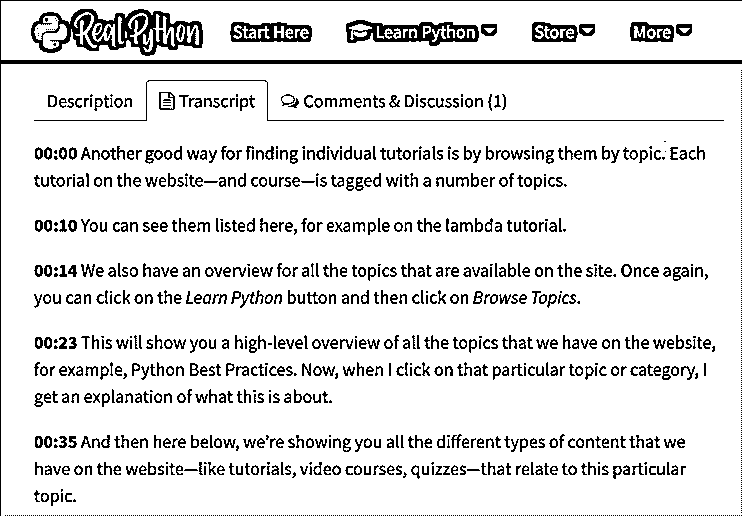 Real Python Start Here Learn Python Store More
Description Transcript Comments & Discussion (1)
00:00 Another good way for finding individual tutorials is by browsing them by topic. Each
tutorial on the website—and course—is tagged with a number of topics.
00:10 You can see them listed here, for example on the lambda tutorial.
00:14 We also have an overview for all the topics that are available on the site. Once again,
you can click on the Learn Python button and then click on Browse Topics.
00:23 This will show you a high-level overview of all the topics that we have on the website,
for example, Python Best Practices. Now, when I click on that particular topic or category, I
get an explanation of what this is about.
00:35 And then here below, we’re showing you all the different types of content that we
have on the website—like tutorials, video courses, quizzes—that relate to this particular
topic.